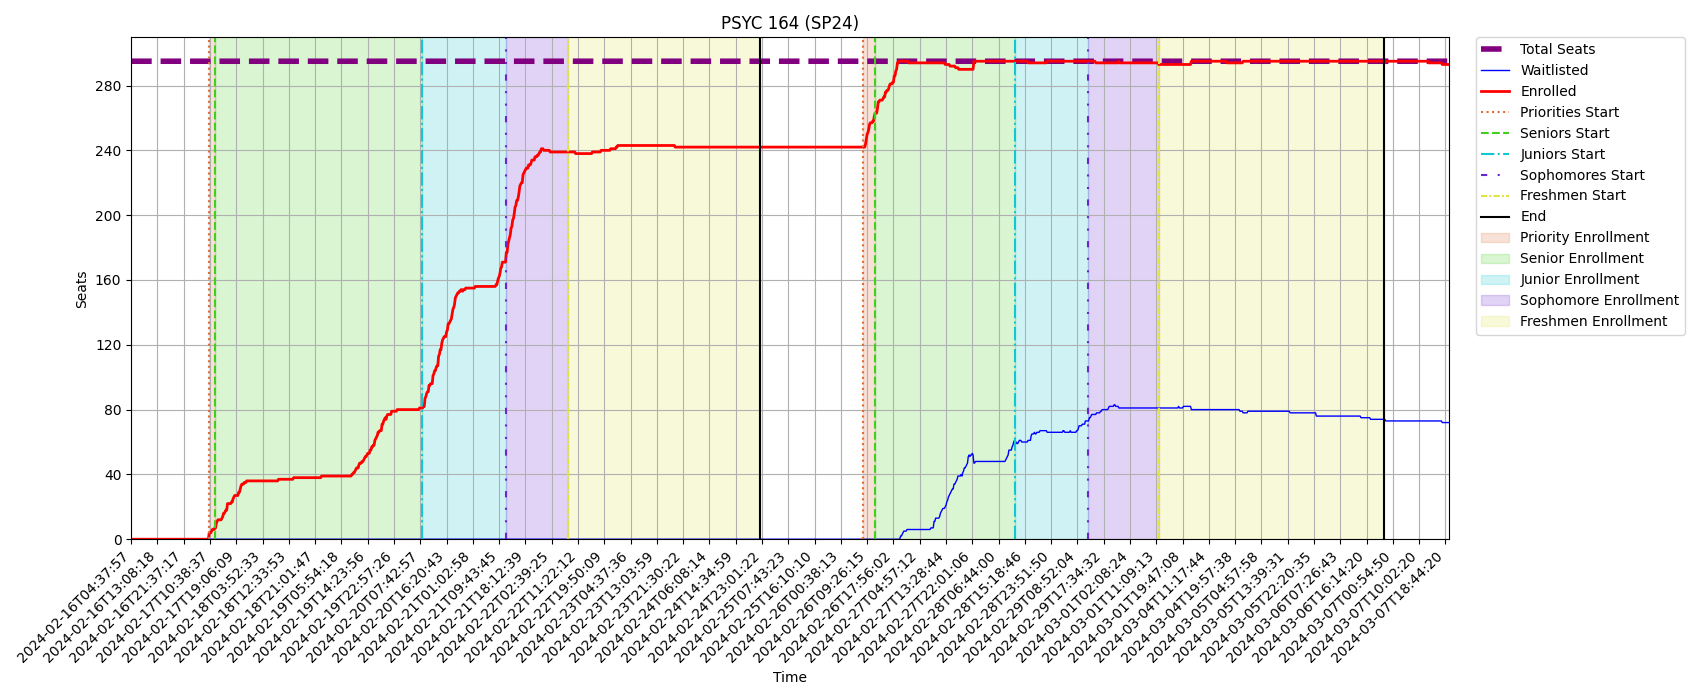 PSYC 164 (SP24)
Seats
280
240
200
160
120
80
40
0
2024-02-16T04:37:57
2024-02-16T13:08:18
2024-02-16T21:37:17
2024-02-17T10:38:37
2024-02-17T19:06:09
2024-02-18T03:52:33
2024-02-18T12:33:53
2024-02-18T21:01:47
2024-02-19T05:54:18
2024-02-19T14:23:56
2024-02-19T22:57:26
2024-02-20T07:42:57
2024-02-20T16:20:43
2024-02-21T01:02:58
2024-02-21T09:43:45
2024-02-21T18:12:39
2024-02-22T02:39:25
2024-02-22T11:22:12
2024-02-22T19:50:09
2024-02-23T04:37:36
2024-02-23T13:03:59
2024-02-23T21:30:22
2024-02-24T06:08:14
2024-02-24T14:34:59
2024-02-24T23:01:22
2024-02-25T07:43:23
2024-02-25T16:10:10
2024-02-26T00:38:13
2024-02-26T09:26:15
2024-02-26T17:56:02
2024-02-27T04:57:12
2024-02-27T13:28:44
2024-02-27T22:01:06
2024-02-28T06:44:00
2024-02-28T15:18:46
2024-02-28T23:51:50
2024-02-29T08:52:04
2024-02-29T17:34:32
2024-03-01T02:08:24
2024-03-01T11:09:13
2024-03-01T19:47:08
2024-03-04T11:17:44
2024-03-04T19:57:38
2024-03-05T04:57:58
2024-03-05T13:39:31
2024-03-05T22:20:35
2024-03-06T07:26:43
2024-03-06T16:14:20
2024-03-07T00:54:50
2024-03-07T10:02:20
2024-03-07T18:44:20
Time
Total Seats
Waitlisted
Enrolled
Priorities Start
Seniors Start
Juniors Start
Sophomores Start
Freshmen Start
End
Priority Enrollment
Senior Enrollment
Junior Enrollment
Sophomore Enrollment
Freshmen Enrollment